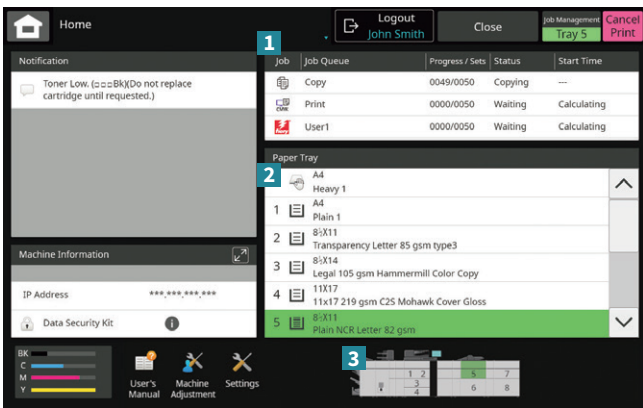 Home
Logout
John Smith
Close
Job Management
Tray 5
Cancel
Print
Notification
Toner Low. (□□□Bk)(Do not replace
cartridge until requested.)
1
Job Job Queue Progress / Sets Status Start Time
Copy 0049/0050 Copying ---
Print 0000/0050 Waiting Calculating
User1 0000/0050 Waiting Calculating
Paper Tray
2
A4
Heavy 1
1 A4
Plain 1
2 8½X11
Transparency Letter 85 gsm type3
3 8½X14
Legal 105 gsm Hammermill Color Copy
4 11X17
11x17 219 gsm C2S Mohawk Cover Gloss
5 8½X11
Plain NCR Letter 82 gsm
Machine Information
IP Address ***.***.***.***
Data Security Kit
BK
C
M
Y
User's
Manual
Machine
Adjustment
Settings
3
1 2 5 7
3
4 6 8